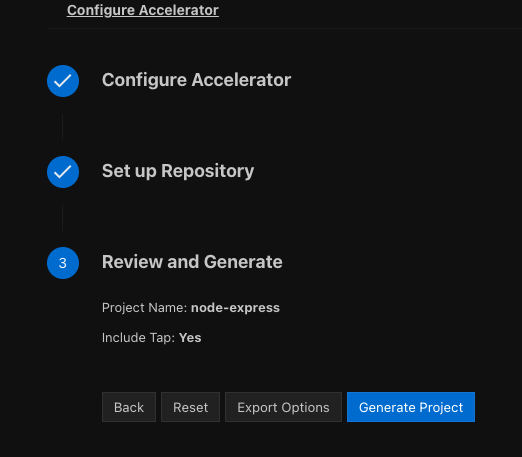 Configure Accelerator
Configure Accelerator
Set up Repository
3
Review and Generate
Project Name: node-express
Include Tap: Yes
Back
Reset
Export Options
Generate Project